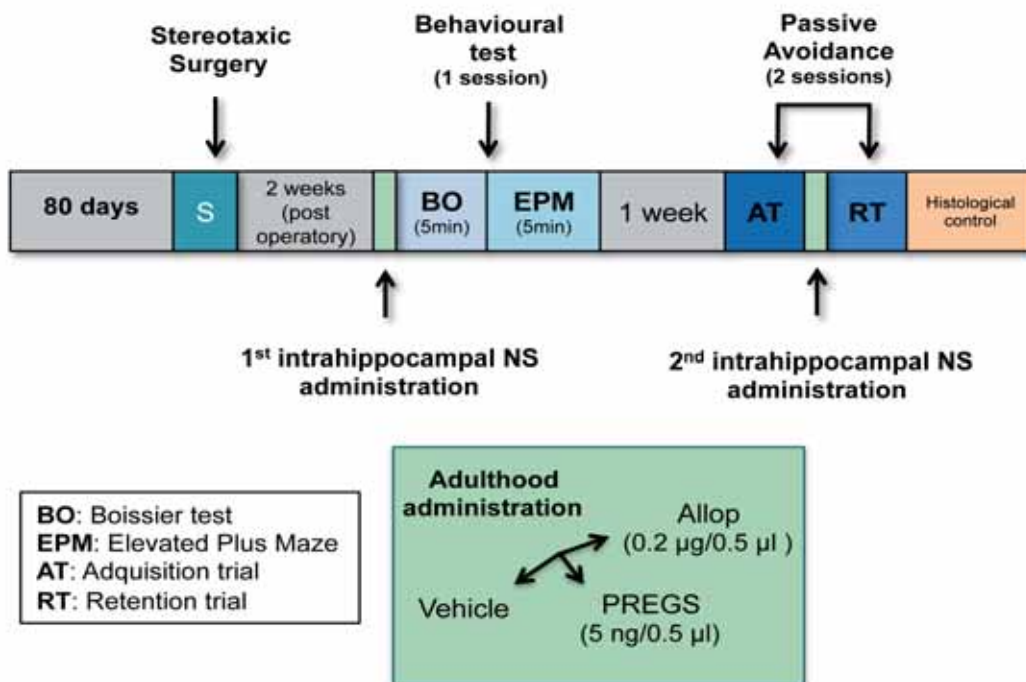 Stereotaxic
Surgery
Behavioural
test
(1 session)
Passive
Avoidance
(2 sessions)
80 days
S
2 weeks
(post
operatory)
BO
(5min)
EPM
(5min)
1 week
AT
RT
Histological
control
1st intrahippocampal NS
administration
2nd intrahippocampal NS
administration
BO: Boissier test
EPM: Elevated Plus Maze
AT: Adquisition trial
RT: Retention trial
Adulthood
administration
Allop
(0.2 µg/0.5 µl )
Vehicle
PREGS
(5 ng/0.5 µl)